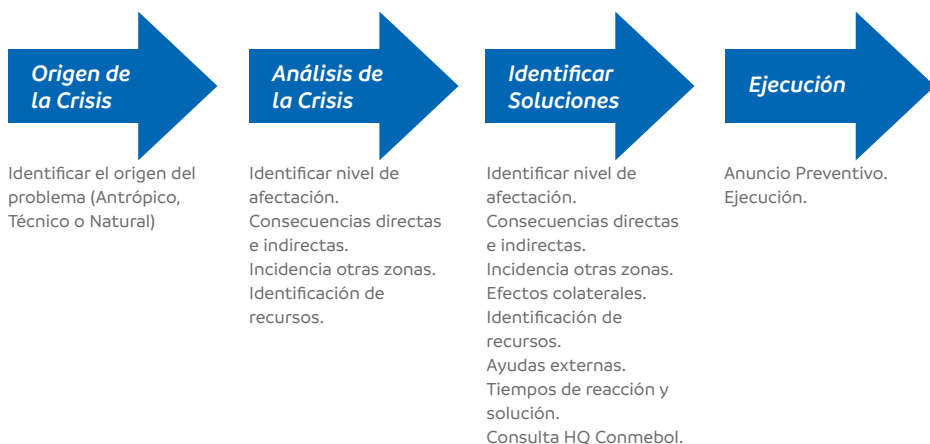 Origen de
la Crisis
Identificar el origen del
problema (Antrópico,
Técnico o Natural)
Análisis de
la Crisis
Identificar nivel de
afectación.
Consecuencias directas
e indirectas.
Incidencia otras zonas.
Identificación de
recursos.
Identificar
Soluciones
Identificar nivel de
afectación.
Consecuencias directas
e indirectas.
Incidencia otras zonas.
Efectos colaterales.
Identificación de
recursos.
Ayudas externas.
Tiempos de reacción y
solución.
Consulta HQ Conmebol.
Ejecución
Anuncio Preventivo.
Ejecución.